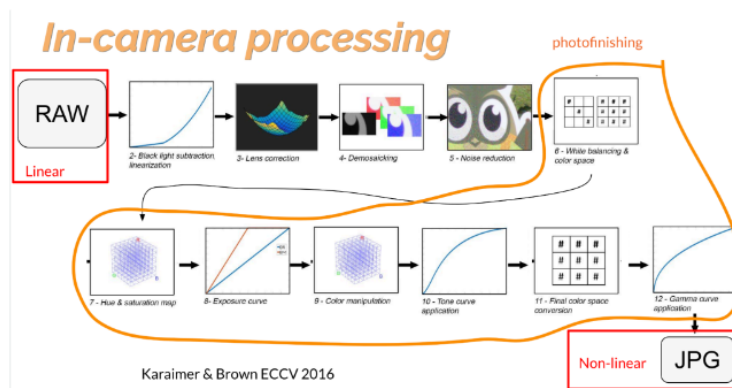 In-camera processing
photofinishing
RAW
Linear
2- Black light subtraction,
linearization
3- Lens correction
4- Demosaicking
5 - Noise reduction
6 - White balancing &
color space
7 - Hue & saturation map
8- Exposure curve
9 - Color manipulation
10 - Tone curve
application
11 - Final color space
conversion
12 - Gamma curve
application
Non-linear
JPG
Karaimer & Brown ECCV 2016